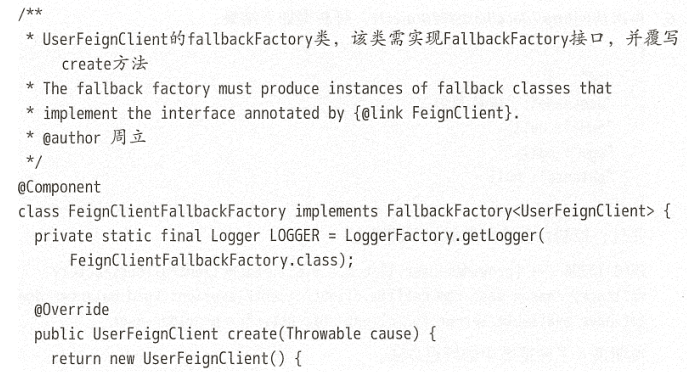 /**
 * UserFeignClient的fallbackFactory类，该类需实现FallbackFactory接口，并覆写
      create方法
 * The fallback factory must produce instances of fallback classes that
 * implement the interface annotated by {@link FeignClient}.
 * @author 周立
 */
@Component
class FeignClientFallbackFactory implements FallbackFactory<UserFeignClient> {
  private static final Logger LOGGER = LoggerFactory.getLogger(
      FeignClientFallbackFactory.class);

  @Override
  public UserFeignClient create(Throwable cause) {
    return new UserFeignClient() {